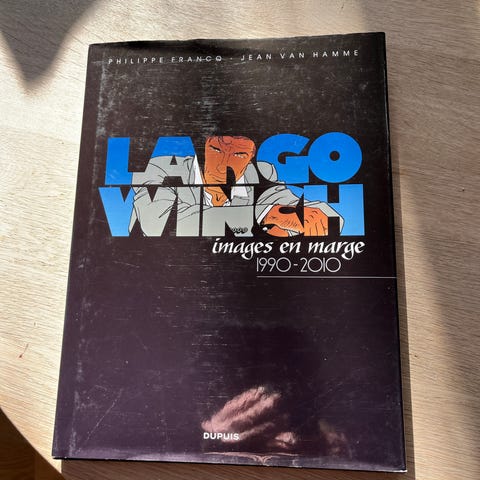 PHILIPPE FRANCQ · JEAN VAN HAMME
LARGO
WINCH
images en marge
1990-2010
DUPUIS